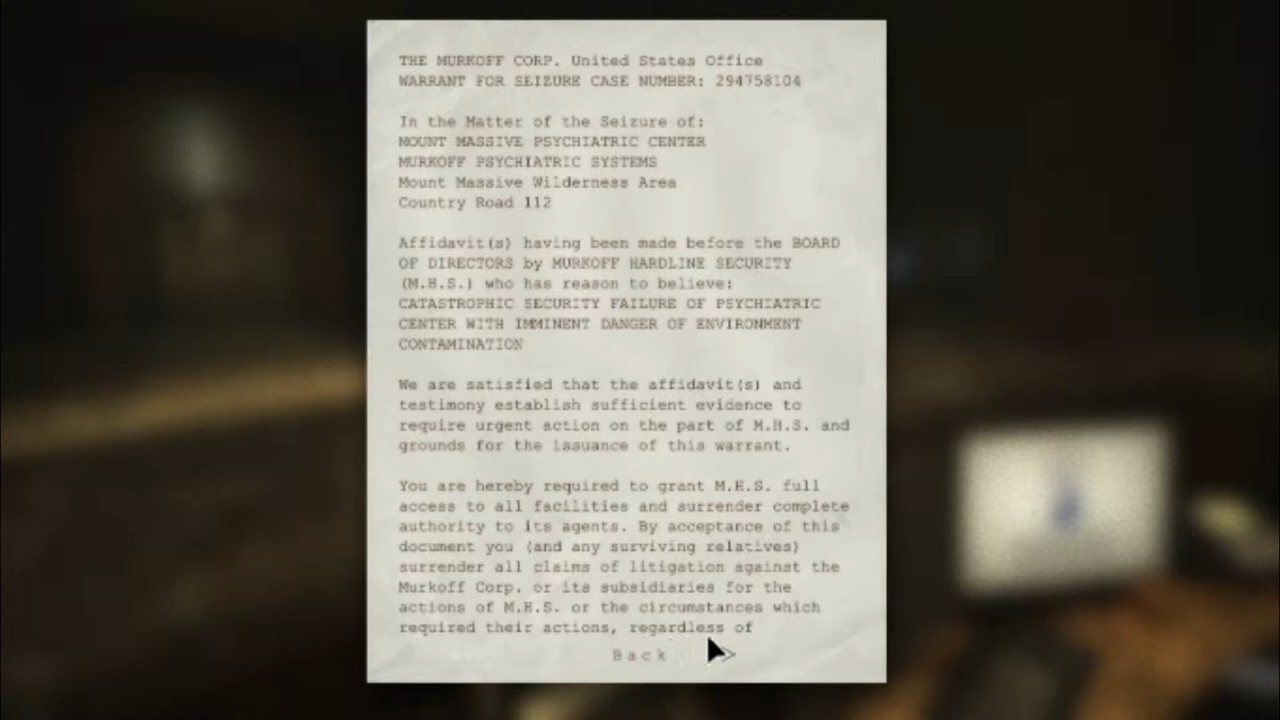 THE MURKOFF CORP. United States Office
WARRANT FOR SEIZURE CASE NUMBER: 294758104
In the Matter of the Seizure of:
MOUNT MASSIVE PSYCHIATRIC CENTER
MURKOFF PSYCHIATRIC SYSTEMS
Mount Massive Wilderness Area
Country Road 112
Affidavit(s) having been made before the BOARD
OF DIRECTORS by MURKOFF HARDLINE SECURITY
(M.H.S.) who has reason to believe:
CATASTROPHIC SECURITY FAILURE OF PSYCHIATRIC
CENTER WITH IMMINENT DANGER OF ENVIRONMENT
CONTAMINATION
We are satisfied that the affidavit(s) and
testimony establish sufficient evidence to
require urgent action on the part of M.H.S. and
grounds for the issuance of this warrant.
You are hereby required to grant M.H.S. full
access to all facilities and surrender complete
authority to its agents. By acceptance of this
document you (and any surviving relatives)
surrender all claims of litigation against the
Murkoff Corp. or its subsidiaries for the
actions of M.H.S. or the circumstances which
required their actions, regardless of
Back >